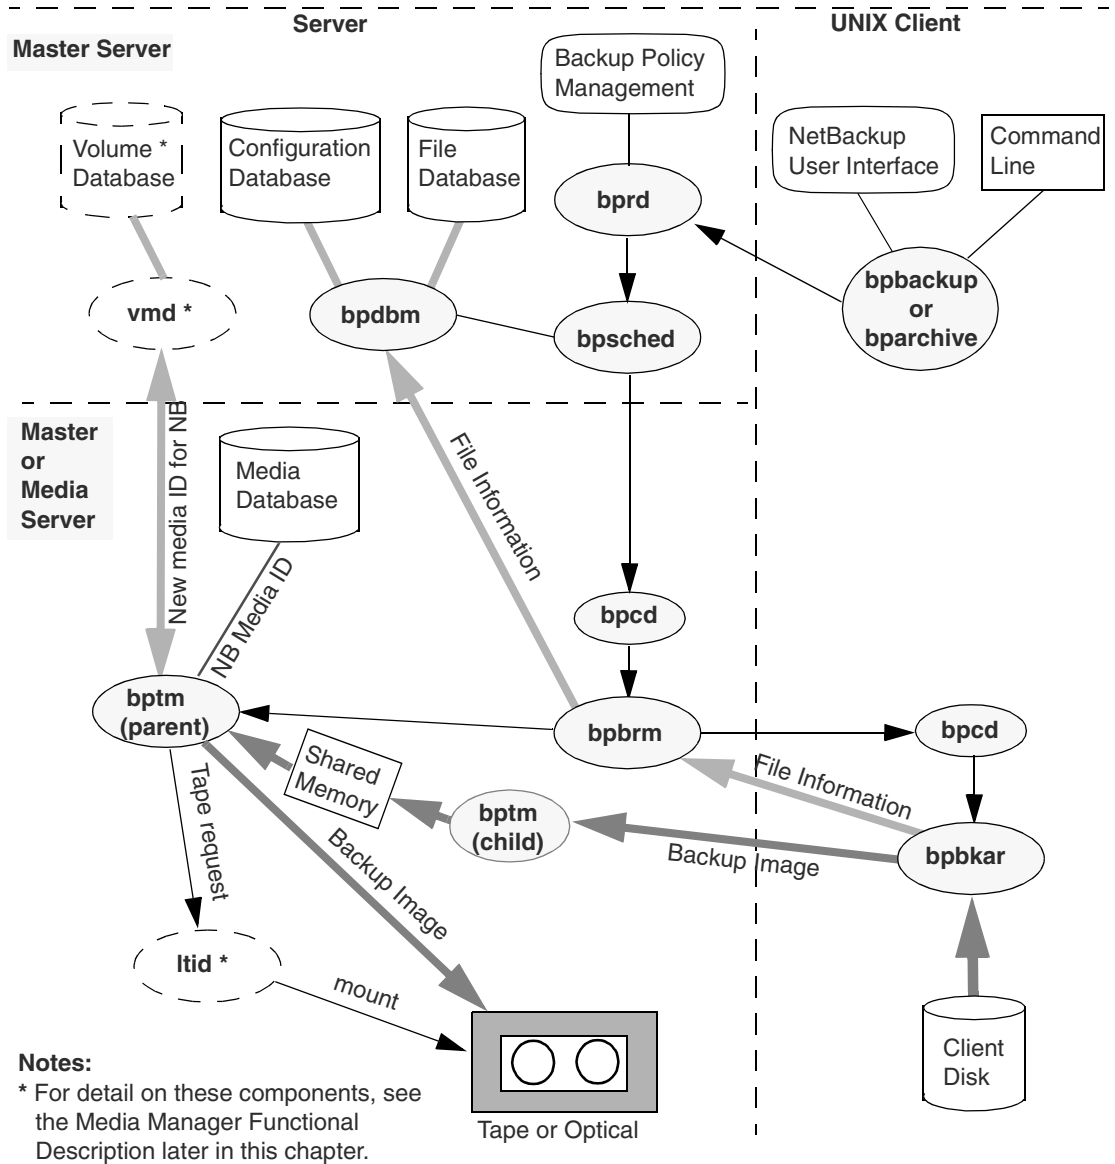 Server
UNIX Client
Master Server
Backup Policy
Management
Volume *
Database
Configuration
Database
File
Database
NetBackup
User Interface
Command
Line
bprd
vmd *
bpdbm
bpsched
bpbackup
or
bparchive
Master
or
Media
Server
New media ID for NB
Media
Database
File Information
NB Media ID
bpcd
bptm
(parent)
bpbrm
bpcd
Shared
Memory
File Information
bptm
(child)
Backup Image
bpbkar
Tape request
Backup Image
ltid *
mount
Client
Disk
Tape or Optical
Notes:
* For detail on these components, see
the Media Manager Functional
Description later in this chapter.